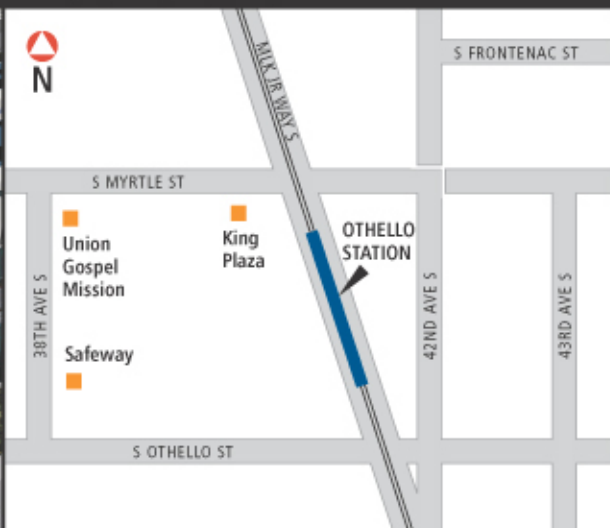 N
MLK JR WAY S
S FRONTENAC ST
S MYRTLE ST
Union
Gospel
Mission
King
Plaza
OTHELLO
STATION
38TH AVE S
42ND AVE S
43RD AVE S
Safeway
S OTHELLO ST